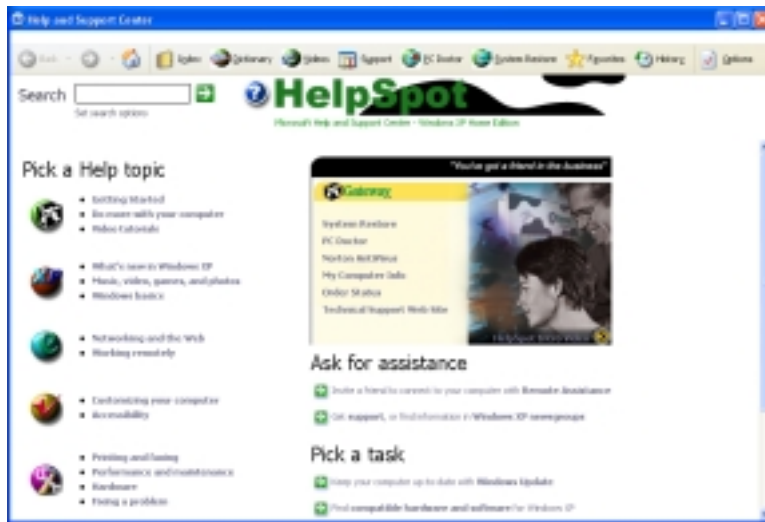 Help and Support Center
Back
Index
Dictionary
Videos
Support
PC Doctor
System Restore
Favorites
History
Options
Search
Set search options
HelpSpot
Microsoft Help and Support Center - Windows XP Home Edition
Pick a Help topic
Getting Started
Do more with your computer
Video tutorials
What's new in Windows XP
Music, video, games, and photos
Windows basics
Networking and the Web
Working remotely
Customizing your computer
Accessibility
Printing and faxing
Performance and maintenance
Hardware
Fixing a problem
"You've got a friend in the business"
Gateway
System Restore
PC Doctor
Norton AntiVirus
My Computer Info
Order Status
Technical Support Web Site
HelpSpot Intro Video
Ask for assistance
Invite a friend to connect to your computer with Remote Assistance
Get support, or find information in Windows XP newsgroups
Pick a task
Keep your computer up-to-date with Windows Update
Find compatible hardware and software for Windows XP